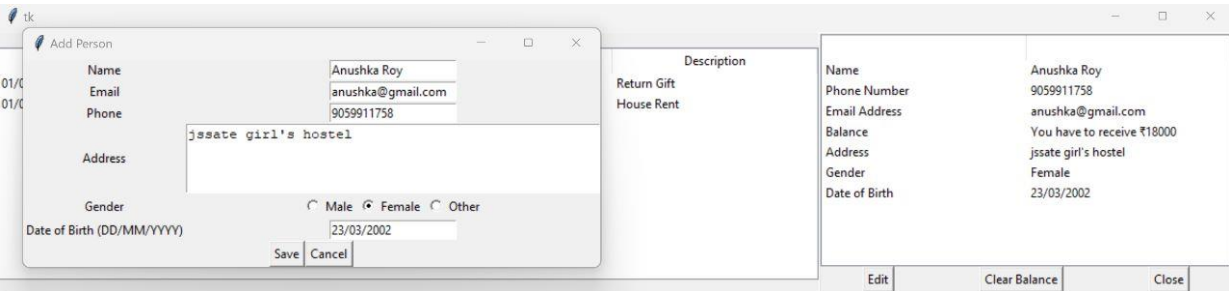 tk
Add Person
Name Anushka Roy
Email anushka@gmail.com
Phone 9059911758
Address jssate girl's hostel
Gender Male Female Other
Date of Birth (DD/MM/YYYY) 23/03/2002
Save Cancel
01/0
01/0
Description
Return Gift
House Rent
Name Anushka Roy
Phone Number 9059911758
Email Address anushka@gmail.com
Balance You have to receive ₹18000
Address jssate girl's hostel
Gender Female
Date of Birth 23/03/2002
Edit Clear Balance Close